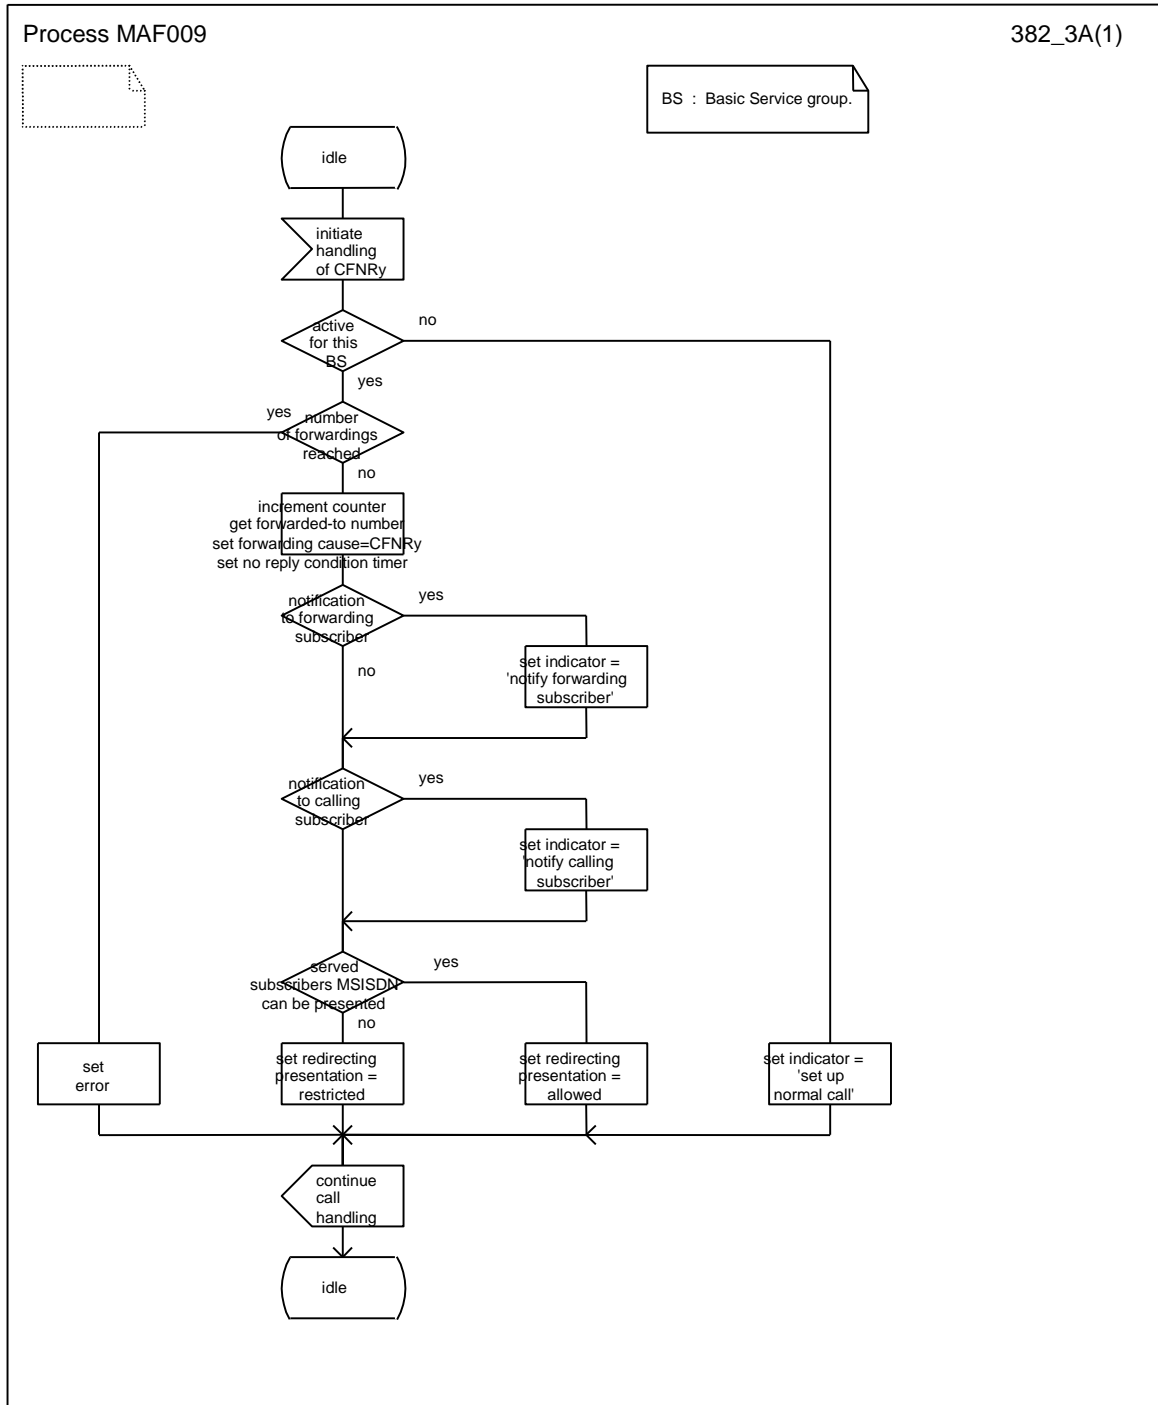 Process MAF009
382_3A(1)
BS : Basic Service group.
idle
initiate
handling
of CFNRy
active
for this
BS
no
yes
yes
number
of forwardings
reached
no
increment counter
get forwarded-to number
set forwarding cause=CFNRy
set no reply condition timer
notification
to forwarding
subscriber
yes
no
set indicator =
'notify forwarding
subscriber'
notification
to calling
subscriber
yes
set indicator =
'notify calling
subscriber'
served
subscribers MSISDN
can be presented
yes
no
set
error
set redirecting
presentation =
restricted
set redirecting
presentation =
allowed
set indicator =
'set up
normal call'
continue
call
handling
idle